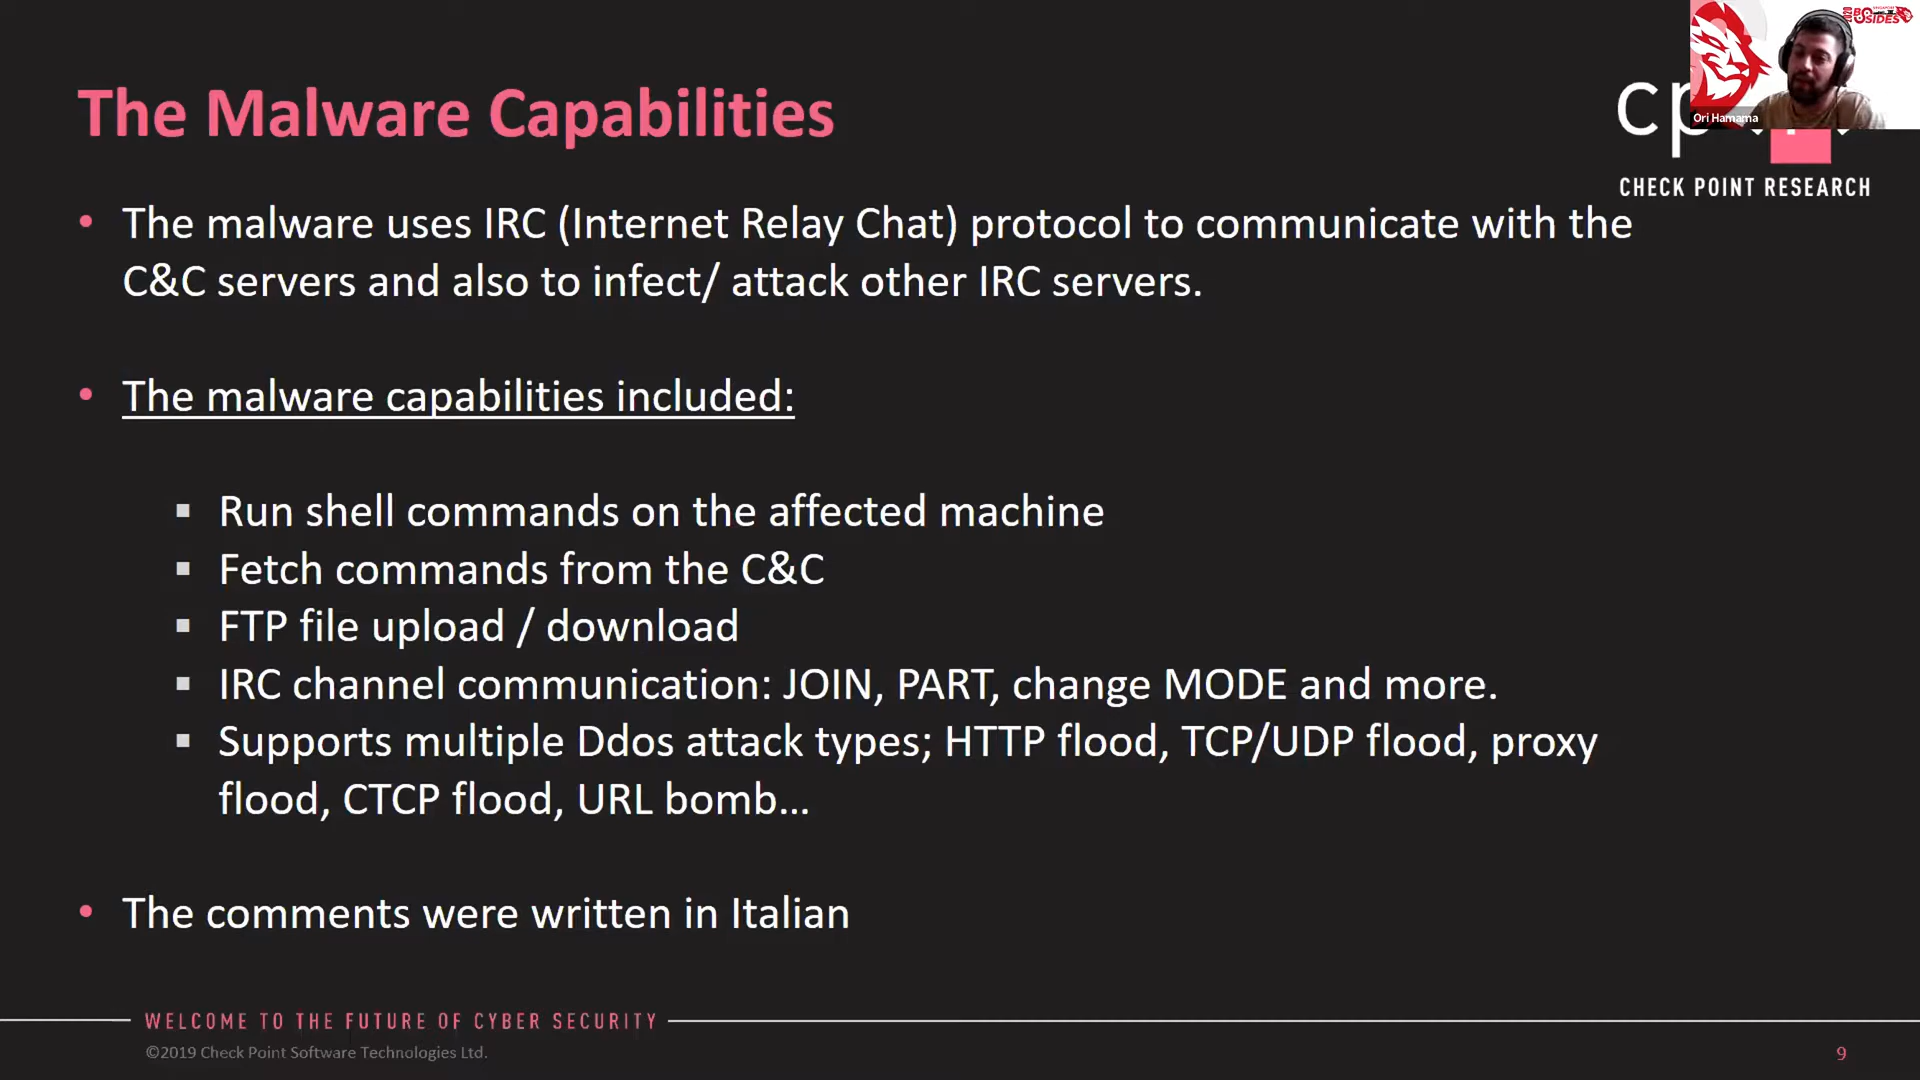 2020 BSIDES
Ori Hamama
The Malware Capabilities
CHECK POINT RESEARCH
• The malware uses IRC (Internet Relay Chat) protocol to communicate with the
C&C servers and also to infect/ attack other IRC servers.
• The malware capabilities included:
▪ Run shell commands on the affected machine
▪ Fetch commands from the C&C
▪ FTP file upload / download
▪ IRC channel communication: JOIN, PART, change MODE and more.
▪ Supports multiple Ddos attack types; HTTP flood, TCP/UDP flood, proxy
flood, CTCP flood, URL bomb...
• The comments were written in Italian
WELCOME TO THE FUTURE OF CYBER SECURITY
©2019 Check Point Software Technologies Ltd.
9